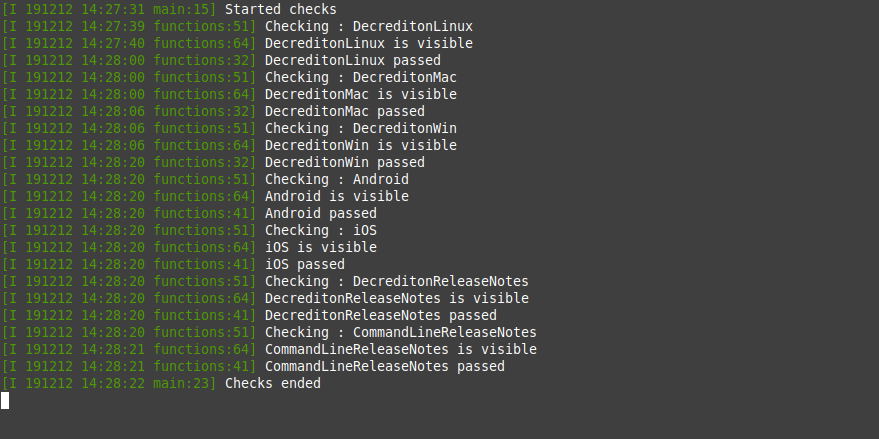 [I 191212 14:27:31 main:15] Started checks
[I 191212 14:27:39 functions:51] Checking : DecreditonLinux
[I 191212 14:27:40 functions:64] DecreditonLinux is visible
[I 191212 14:28:00 functions:32] DecreditonLinux passed
[I 191212 14:28:00 functions:51] Checking : DecreditonMac
[I 191212 14:28:00 functions:64] DecreditonMac is visible
[I 191212 14:28:06 functions:32] DecreditonMac passed
[I 191212 14:28:06 functions:51] Checking : DecreditonWin
[I 191212 14:28:06 functions:64] DecreditonWin is visible
[I 191212 14:28:20 functions:32] DecreditonWin passed
[I 191212 14:28:20 functions:51] Checking : Android
[I 191212 14:28:20 functions:64] Android is visible
[I 191212 14:28:20 functions:41] Android passed
[I 191212 14:28:20 functions:51] Checking : iOS
[I 191212 14:28:20 functions:64] iOS is visible
[I 191212 14:28:20 functions:41] iOS passed
[I 191212 14:28:20 functions:51] Checking : DecreditonReleaseNotes
[I 191212 14:28:20 functions:64] DecreditonReleaseNotes is visible
[I 191212 14:28:20 functions:41] DecreditonReleaseNotes passed
[I 191212 14:28:20 functions:51] Checking : CommandLineReleaseNotes
[I 191212 14:28:21 functions:64] CommandLineReleaseNotes is visible
[I 191212 14:28:21 functions:41] CommandLineReleaseNotes passed
[I 191212 14:28:22 main:23] Checks ended